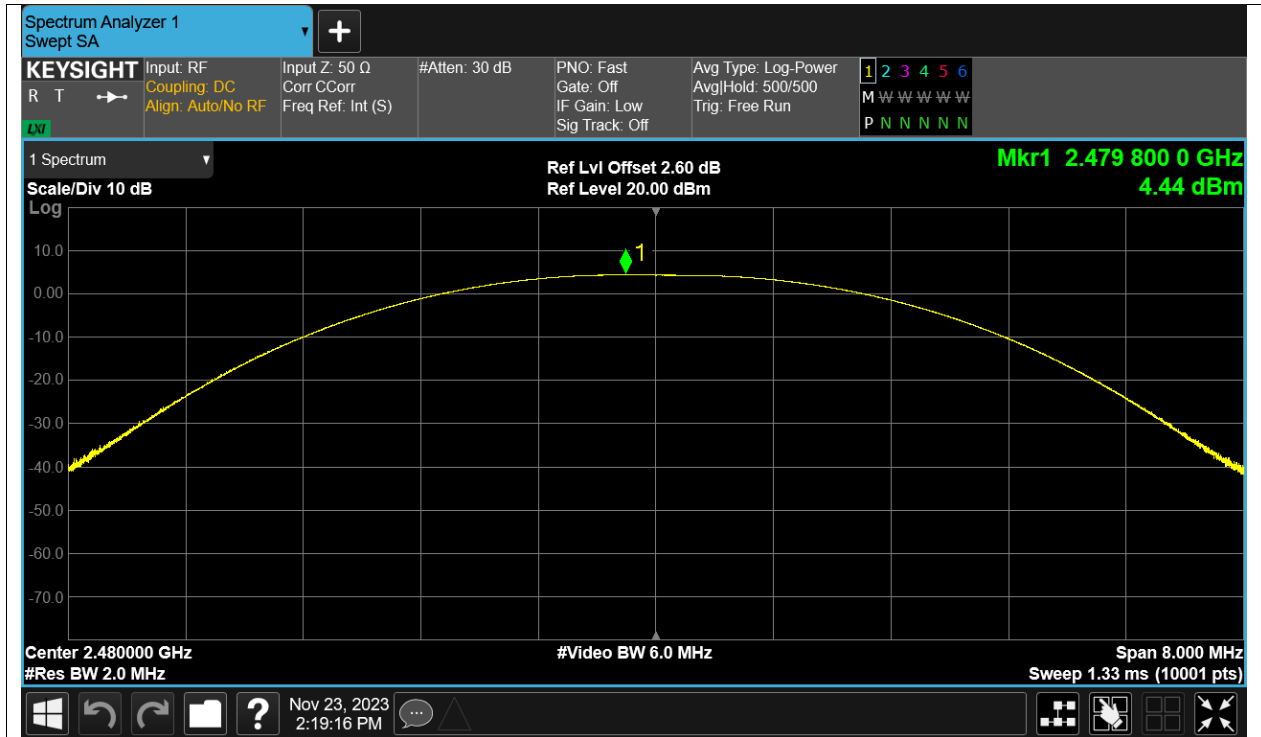 Spectrum Analyzer 1
Swept SA
KEYSIGHT
R T
LXI
Input: RF
Coupling: DC
Align: Auto/No RF
Input Z: 50 Ω
Corr CCorr
Freq Ref: Int (S)
#Atten: 30 dB
PNO: Fast
Gate: Off
IF Gain: Low
Sig Track: Off
Avg Type: Log-Power
Avg|Hold: 500/500
Trig: Free Run
1 2 3 4 5 6
M W W W W W W
P N N N N N N
1 Spectrum
Scale/Div 10 dB
Log
Ref Lvl Offset 2.60 dB
Ref Level 20.00 dBm
Mkr1 2.479 800 0 GHz
4.44 dBm
1
10.0
0.00
-10.0
-20.0
-30.0
-40.0
-50.0
-60.0
-70.0
Center 2.480000 GHz
#Res BW 2.0 MHz
#Video BW 6.0 MHz
Span 8.000 MHz
Sweep 1.33 ms (10001 pts)
?
Nov 23, 2023
2:19:16 PM